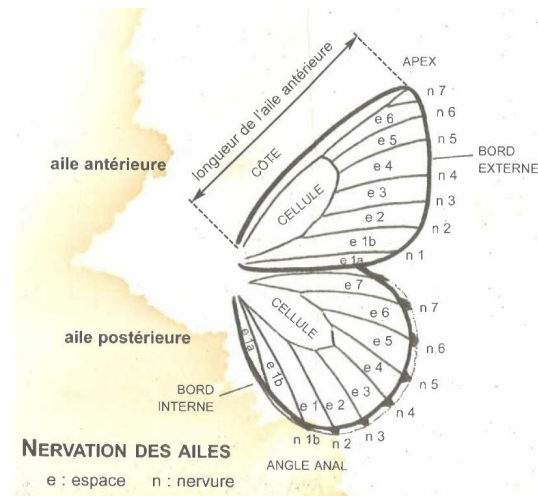 APEX
longueur de l'aile antérieure
n 7
n 6
e 6
CÔTE
e 5
n 5
BORD
EXTERNE
aile antérieure
e 4
n 4
CELLULE
e 3
n 3
e 2
n 2
e 1b
n 1
e 1a
e 7
n 7
CELLULE
e 6
aile postérieure
e 5
n 6
e 1a
e 4
e 1b
n 5
e 3
BORD
INTERNE
e 1
e 2
n 4
n 3
n 1b
n 2
NERVATION DES AILES
ANGLE ANAL
e : espace n : nervure